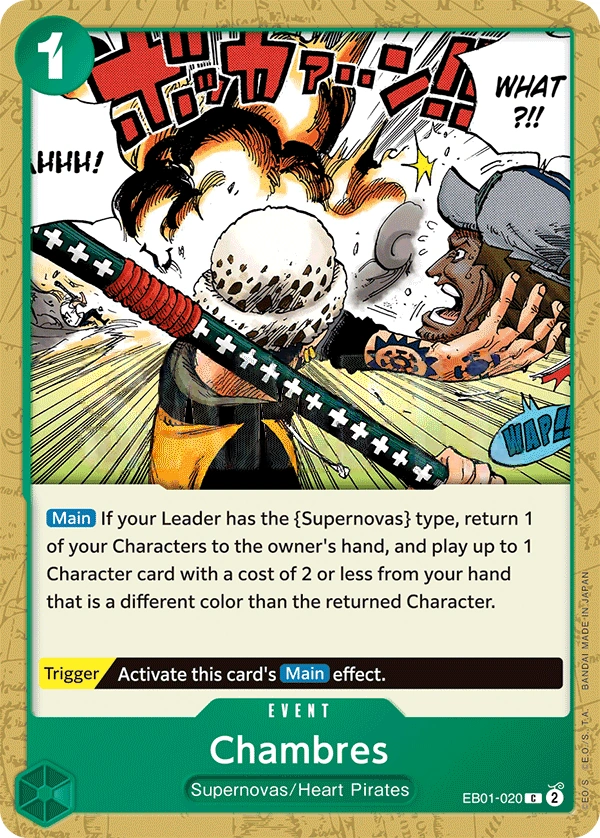 1
ボッカァ…ン!!
WHAT
?!!
AHHH!
WAP!!
Main If your Leader has the {Supernovas} type, return 1
of your Characters to the owner's hand, and play up to 1
Character card with a cost of 2 or less from your hand
that is a different color than the returned Character.
Trigger Activate this card's Main effect.
EVENT
Chambres
Supernovas/Heart Pirates
EB01-020 C 2
©E.O./S. ©E.O./S.,T.A. BANDAI MADE IN JAPAN